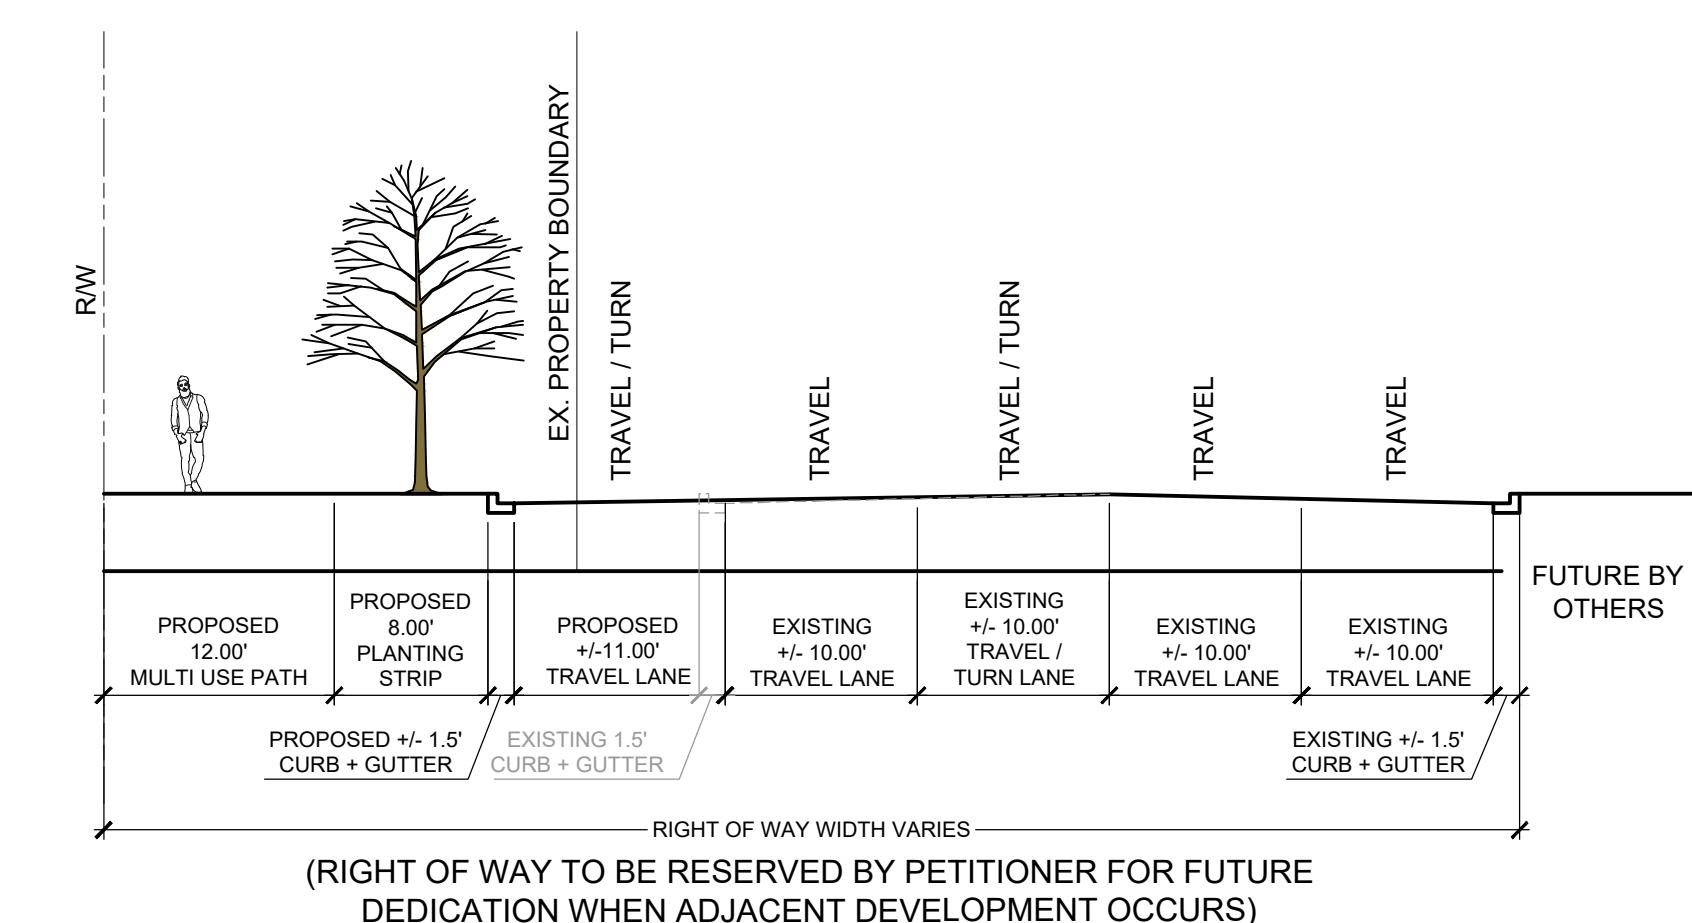 R/W
EX. PROPERTY BOUNDARY
TRAVEL / TURN
TRAVEL
TRAVEL / TURN
TRAVEL
TRAVEL
PROPOSED
12.00'
MULTI USE PATH
PROPOSED
8.00'
PLANTING
STRIP
PROPOSED
+/-11.00'
TRAVEL LANE
EXISTING
+/- 10.00'
TRAVEL LANE
EXISTING
+/- 10.00'
TRAVEL /
TURN LANE
EXISTING
+/- 10.00'
TRAVEL LANE
EXISTING
+/- 10.00'
TRAVEL LANE
FUTURE BY
OTHERS
PROPOSED +/- 1.5'
CURB + GUTTER
EXISTING 1.5'
CURB + GUTTER
EXISTING +/- 1.5'
CURB + GUTTER
RIGHT OF WAY WIDTH VARIES
(RIGHT OF WAY TO BE RESERVED BY PETITIONER FOR FUTURE
DEDICATION WHEN ADJACENT DEVELOPMENT OCCURS)